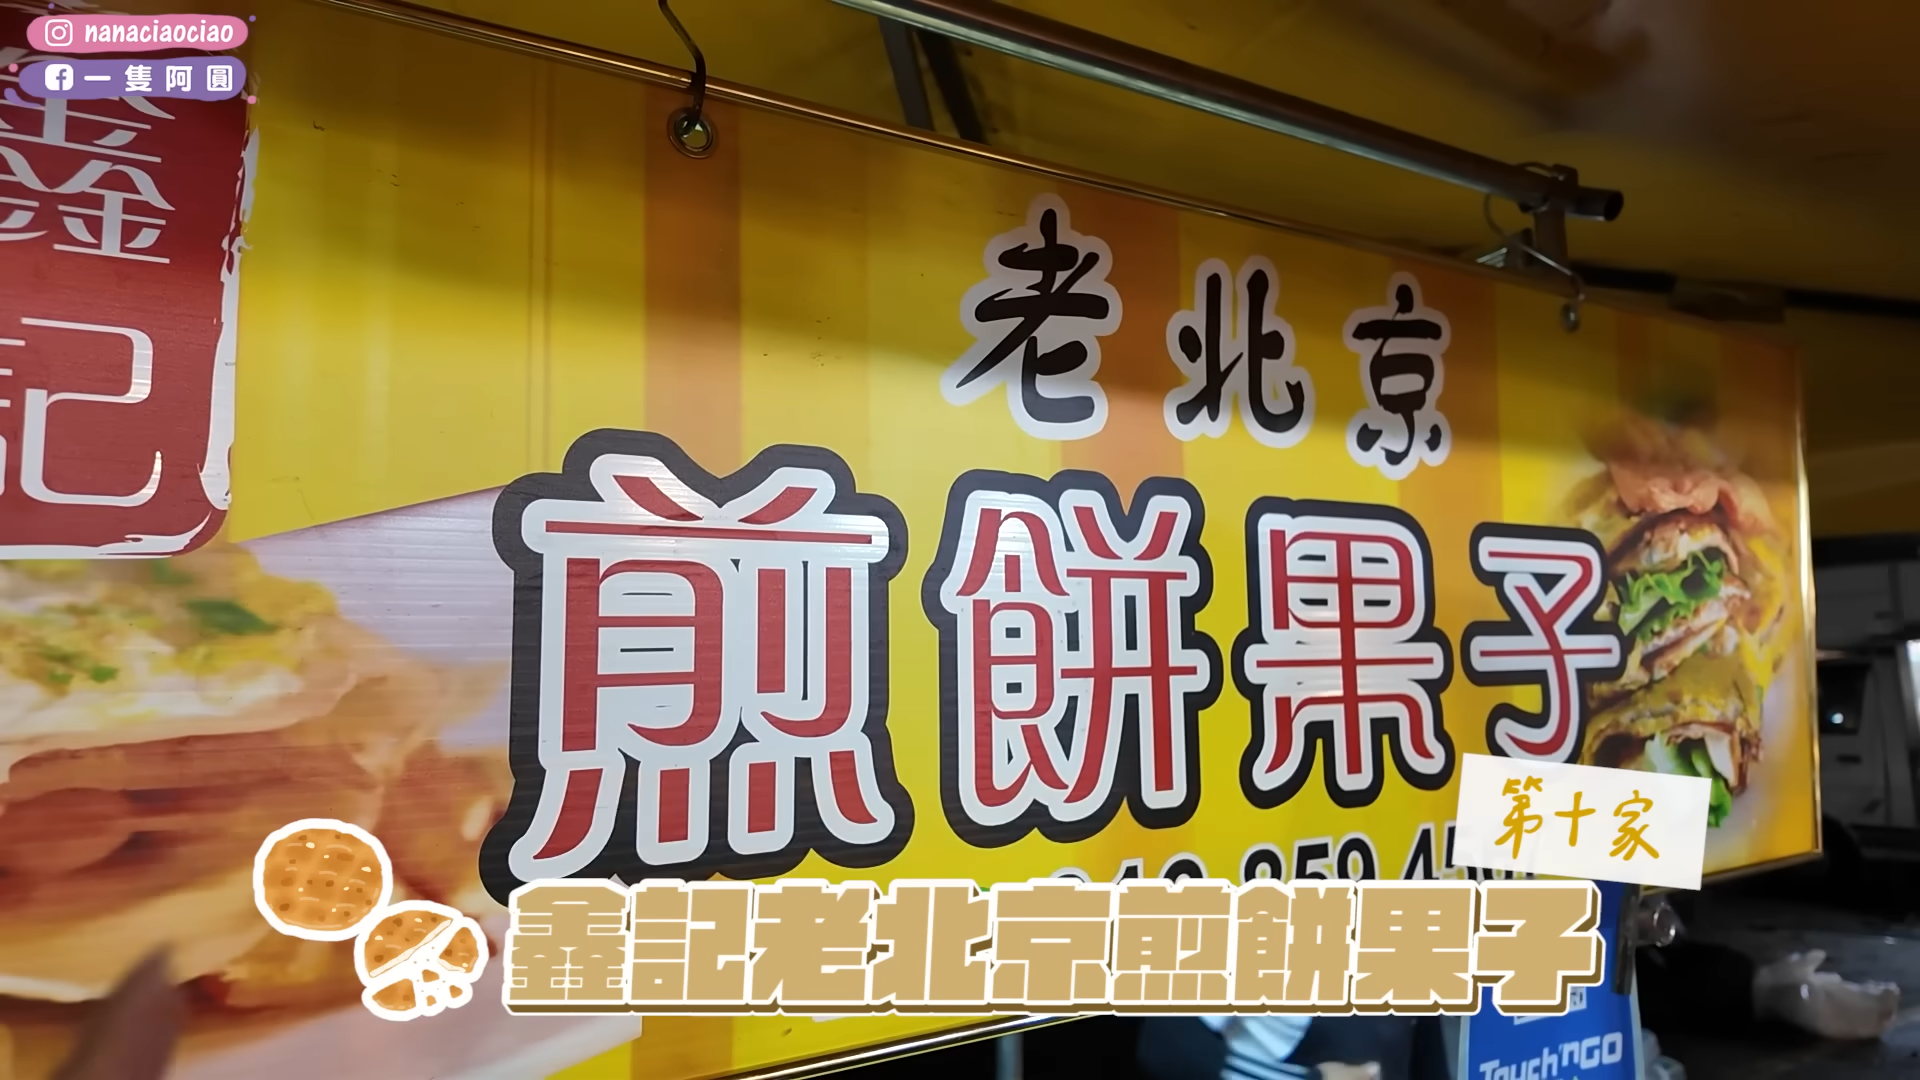 nanaciaociao
一隻阿圓
鑫
記
老北京
煎餅果子
第十家
鑫記老北京煎餅果子
Touch'nGO